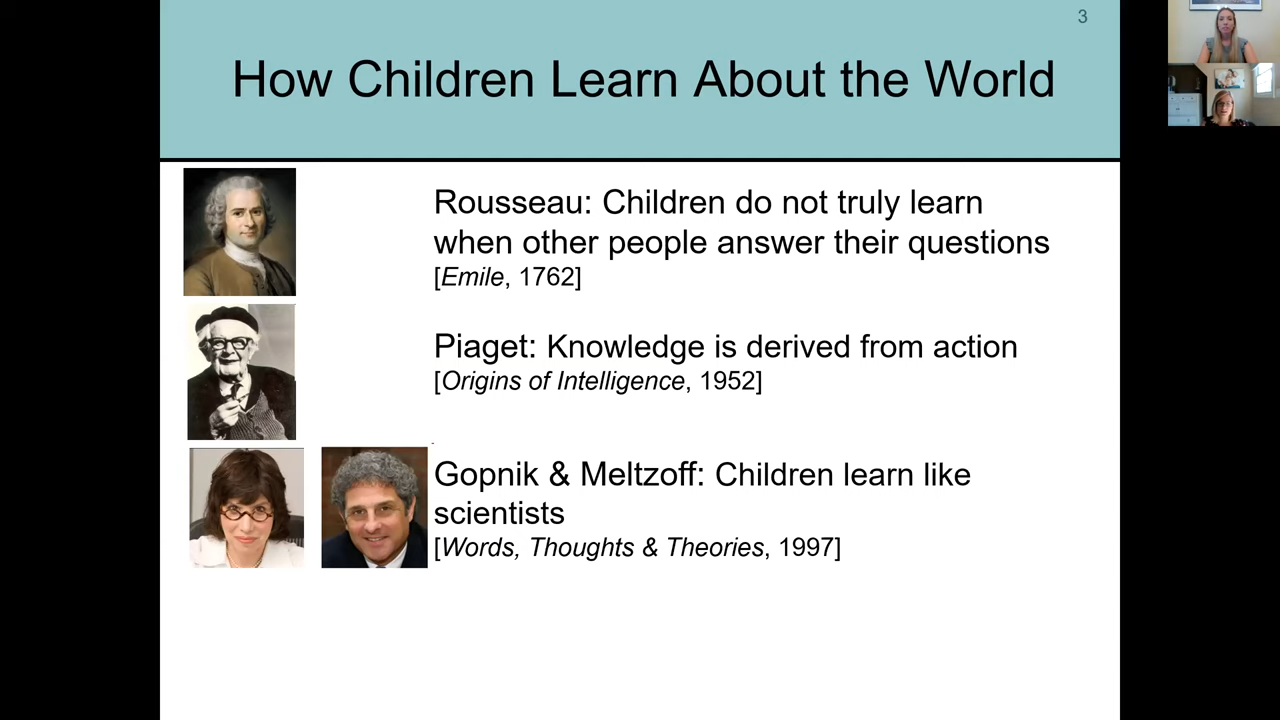 3
How Children Learn About the World
Rousseau: Children do not truly learn
when other people answer their questions
[Emile, 1762]
Piaget: Knowledge is derived from action
[Origins of Intelligence, 1952]
Gopnik & Meltzoff: Children learn like
scientists
[Words, Thoughts & Theories, 1997]